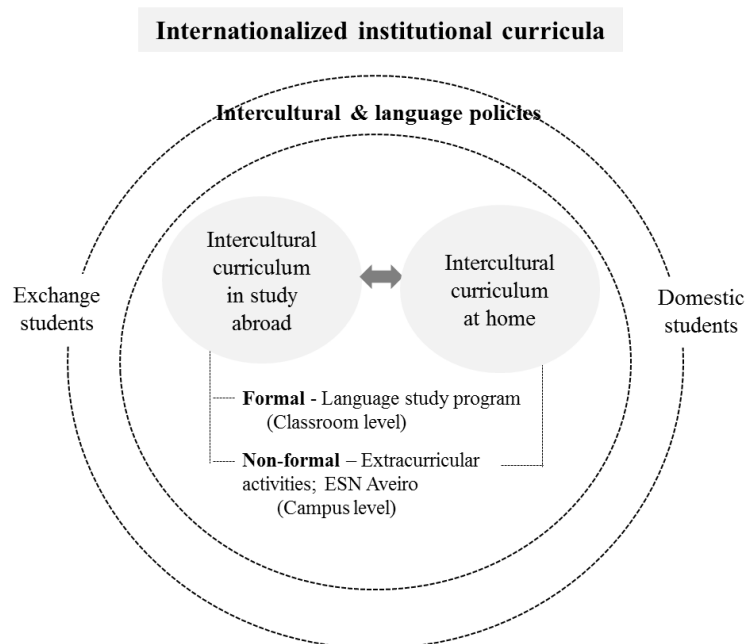 Internationalized institutional curricula
Intercultural & language policies
Intercultural
curriculum
in study
abroad
Intercultural
curriculum
at home
Exchange
students
Domestic
students
Formal - Language study program
(Classroom level)
Non-formal – Extracurricular
activities; ESN Aveiro
(Campus level)